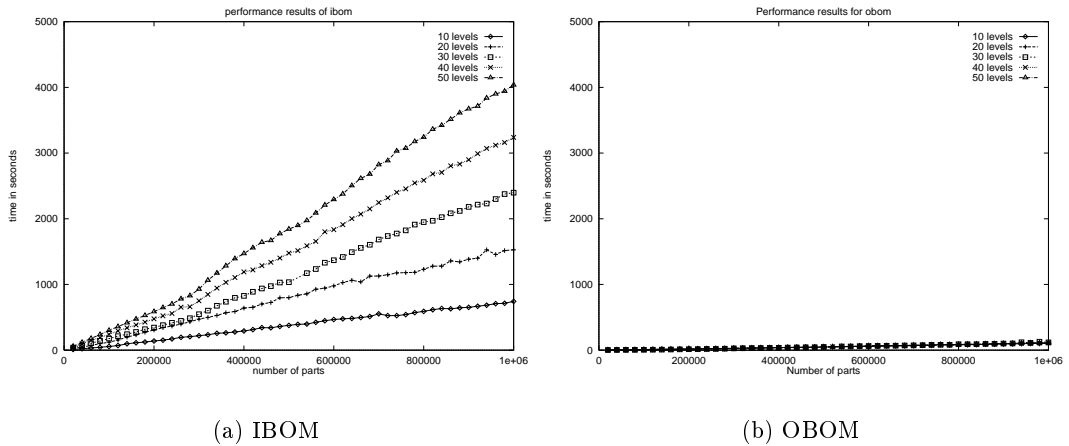 performance results of ibom
5000
4000
3000
2000
1000
0
time in seconds
10 levels
20 levels
30 levels
40 levels
50 levels
0
200000
400000
600000
800000
1e+06
number of parts
(a) IBOM
Performance results for obom
5000
4000
3000
2000
1000
0
time in seconds
10 levels
20 levels
30 levels
40 levels
50 levels
0
200000
400000
600000
800000
1e+06
Number of parts
(b) OBOM